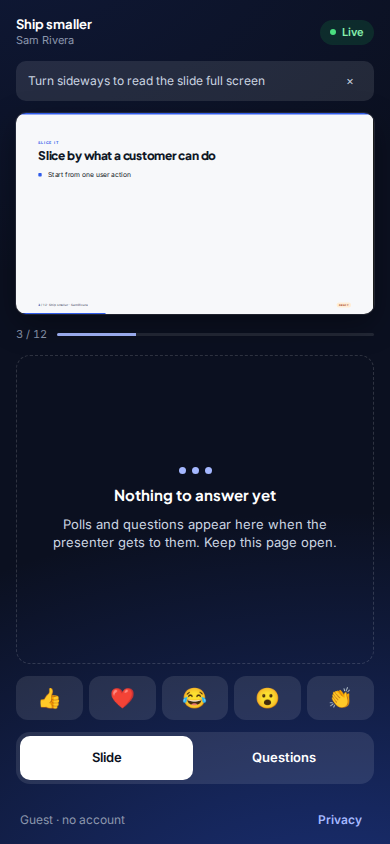 Ship smaller
Sam Rivera
Live
Turn sideways to read the slide full screen
×
SLICE IT
Slice by what a customer can do
Start from one user action
3 / 12
Nothing to answer yet
Polls and questions appear here when the
presenter gets to them. Keep this page open.
Slide
Questions
Guest · no account
Privacy